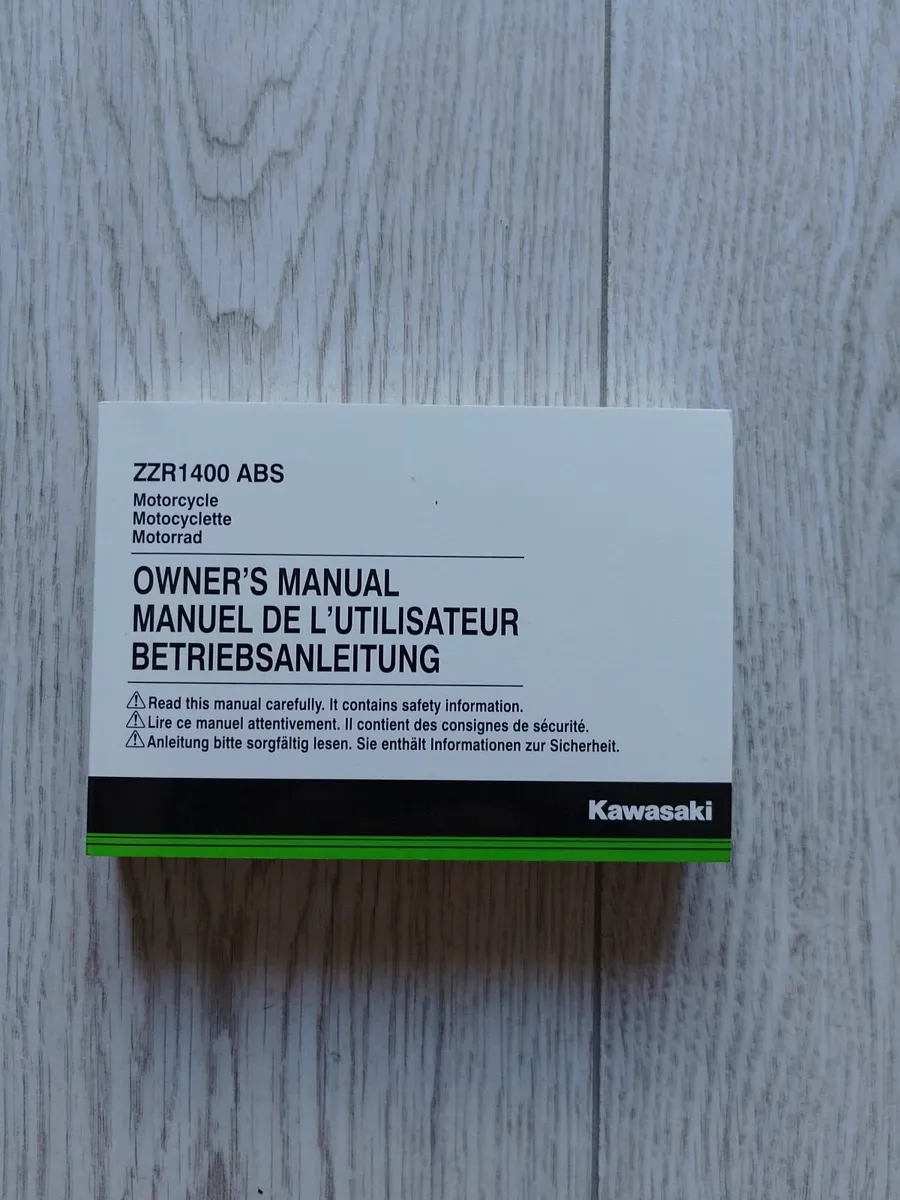 ZZR1400 ABS
Motorcycle
Motocyclette
Motorrad
OWNER'S MANUAL
MANUEL DE L'UTILISATEUR
BETRIEBSANLEITUNG
Read this manual carefully. It contains safety information.
Lire ce manuel attentivement. Il contient des consignes de sécurité.
Anleitung bitte sorgfältig lesen. Sie enthält Informationen zur Sicherheit.
Kawasaki